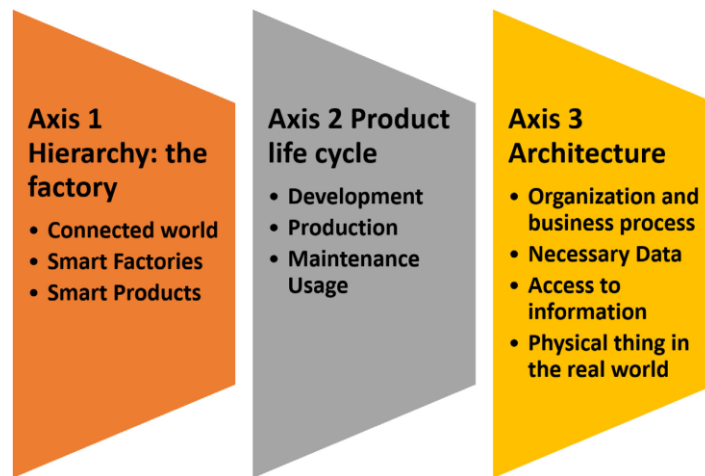 Axis 1
Hierarchy: the
factory
• Connected world
• Smart Factories
• Smart Products
Axis 2 Product
life cycle
• Development
• Production
• Maintenance
Usage
Axis 3
Architecture
• Organization and
business process
• Necessary Data
• Access to
information
• Physical thing in
the real world